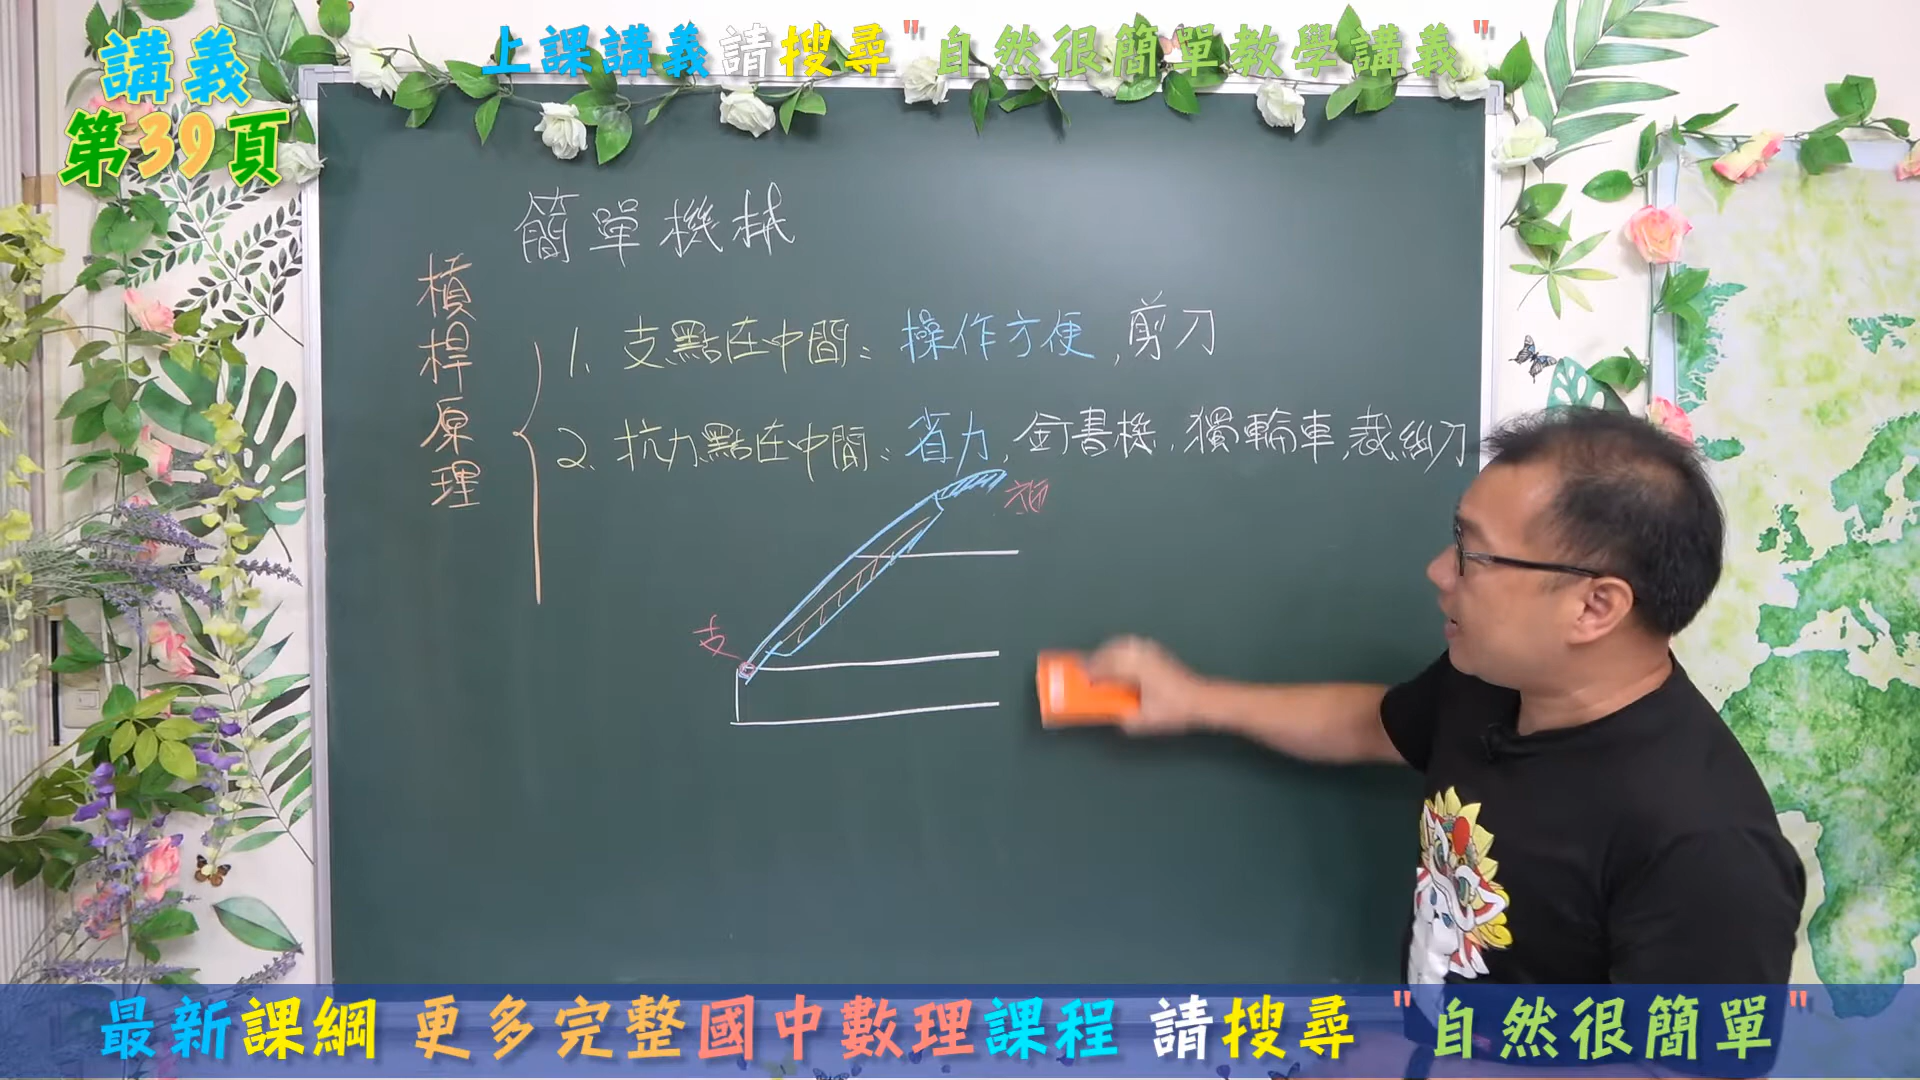 上課講義請搜尋"自然很簡單教學講義"
講義
第39頁
簡單機械
槓桿原理
1. 支點在中間: 操作方便, 剪刀
2. 抗力點在中間: 省力, 釘書機, 獨輪車, 裁紙刀
支
最新課綱 更多完整國中數理課程 請搜尋 "自然很簡單"